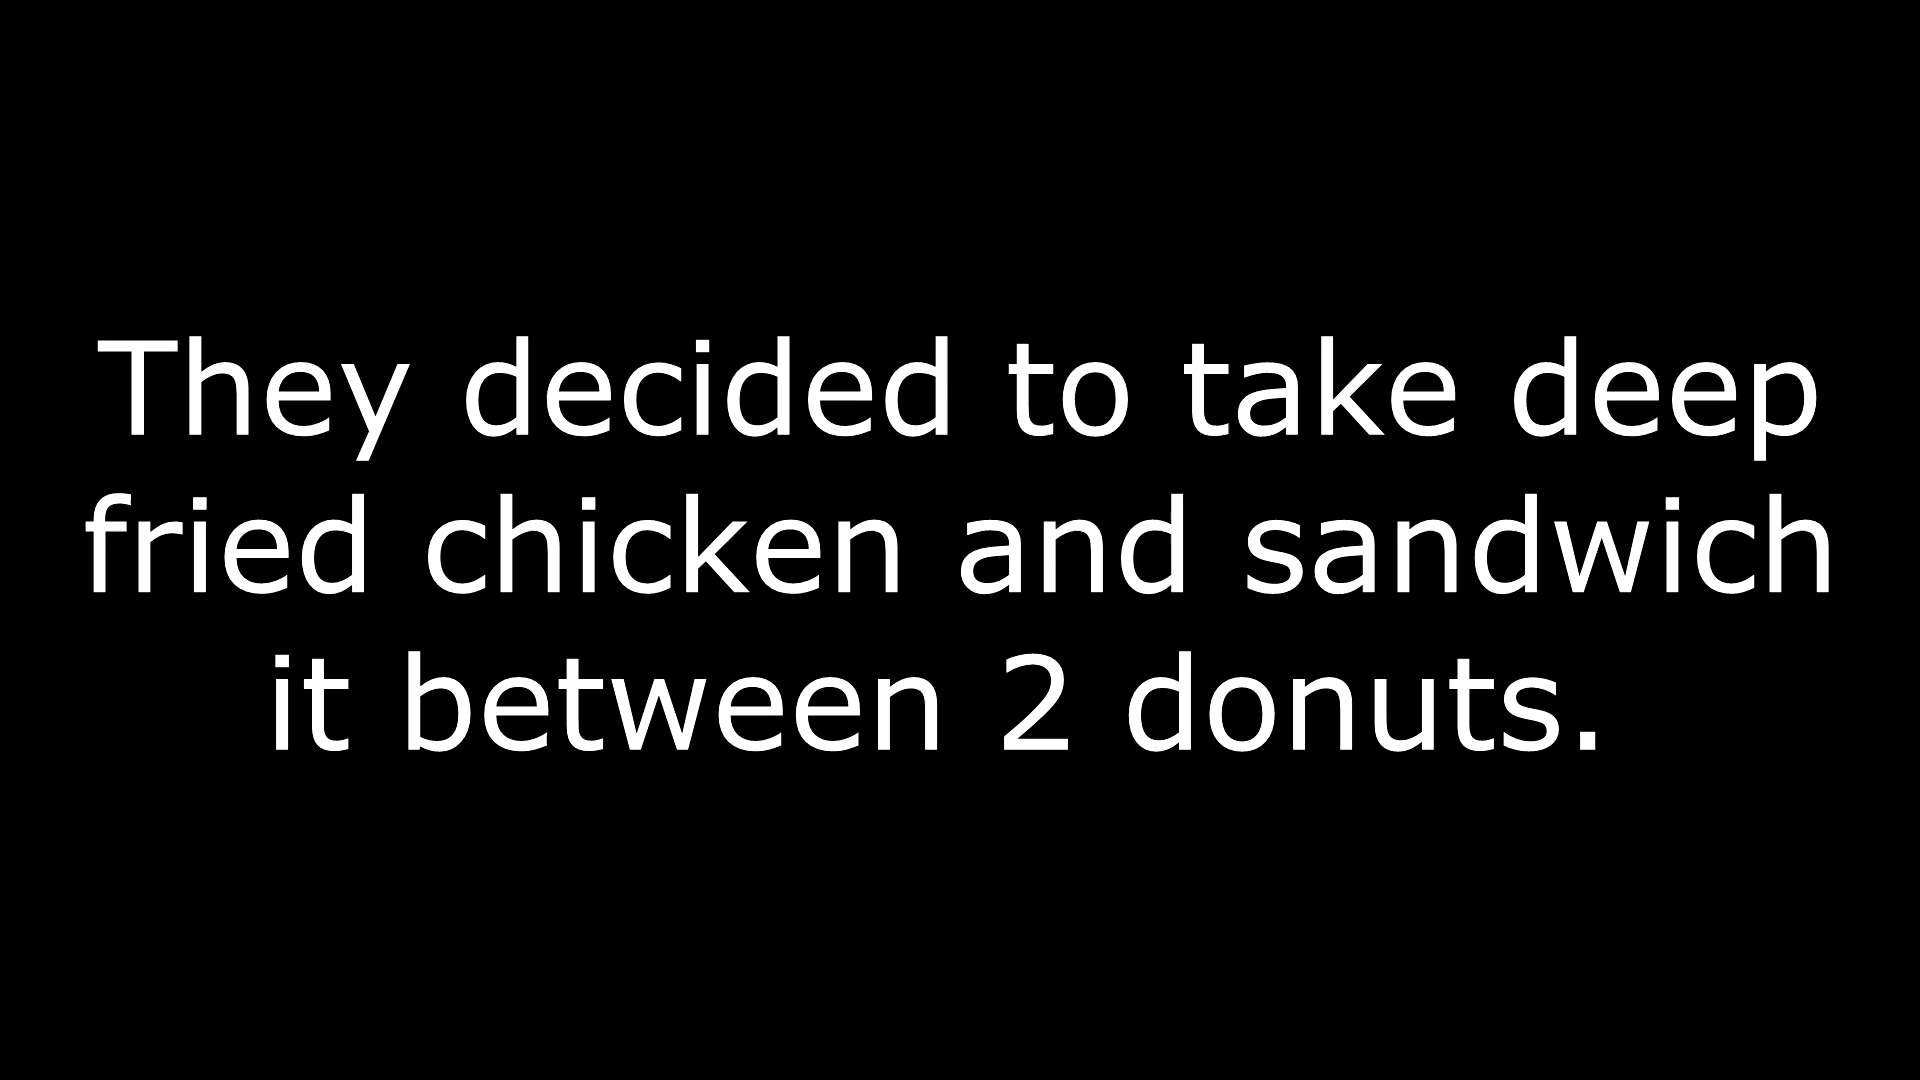 They decided to take deep
fried chicken and sandwich
it between 2 donuts.